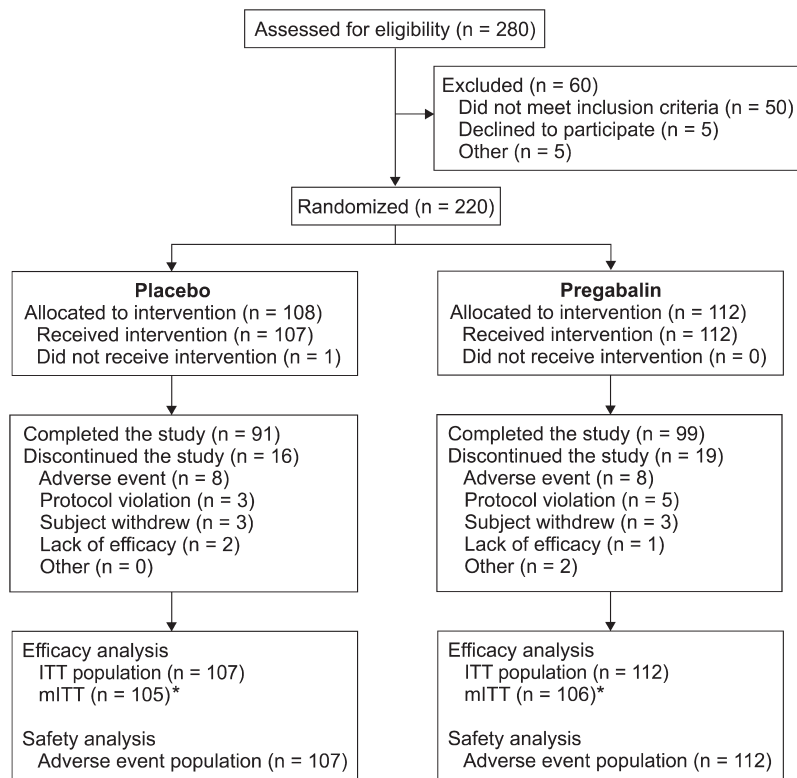 Assessed for eligibility (n = 280)
Excluded (n = 60)
Did not meet inclusion criteria (n = 50)
Declined to participate (n = 5)
Other (n = 5)
Randomized (n = 220)
Placebo
Allocated to intervention (n = 108)
Received intervention (n = 107)
Did not receive intervention (n = 1)
Pregabalin
Allocated to intervention (n = 112)
Received intervention (n = 112)
Did not receive intervention (n = 0)
Completed the study (n = 91)
Discontinued the study (n = 16)
Adverse event (n = 8)
Protocol violation (n = 3)
Subject withdrew (n = 3)
Lack of efficacy (n = 2)
Other (n = 0)
Completed the study (n = 99)
Discontinued the study (n = 19)
Adverse event (n = 8)
Protocol violation (n = 5)
Subject withdrew (n = 3)
Lack of efficacy (n = 1)
Other (n = 2)
Efficacy analysis
ITT population (n = 107)
mITT (n = 105)*
Safety analysis
Adverse event population (n = 107)
Efficacy analysis
ITT population (n = 112)
mITT (n = 106)*
Safety analysis
Adverse event population (n = 112)